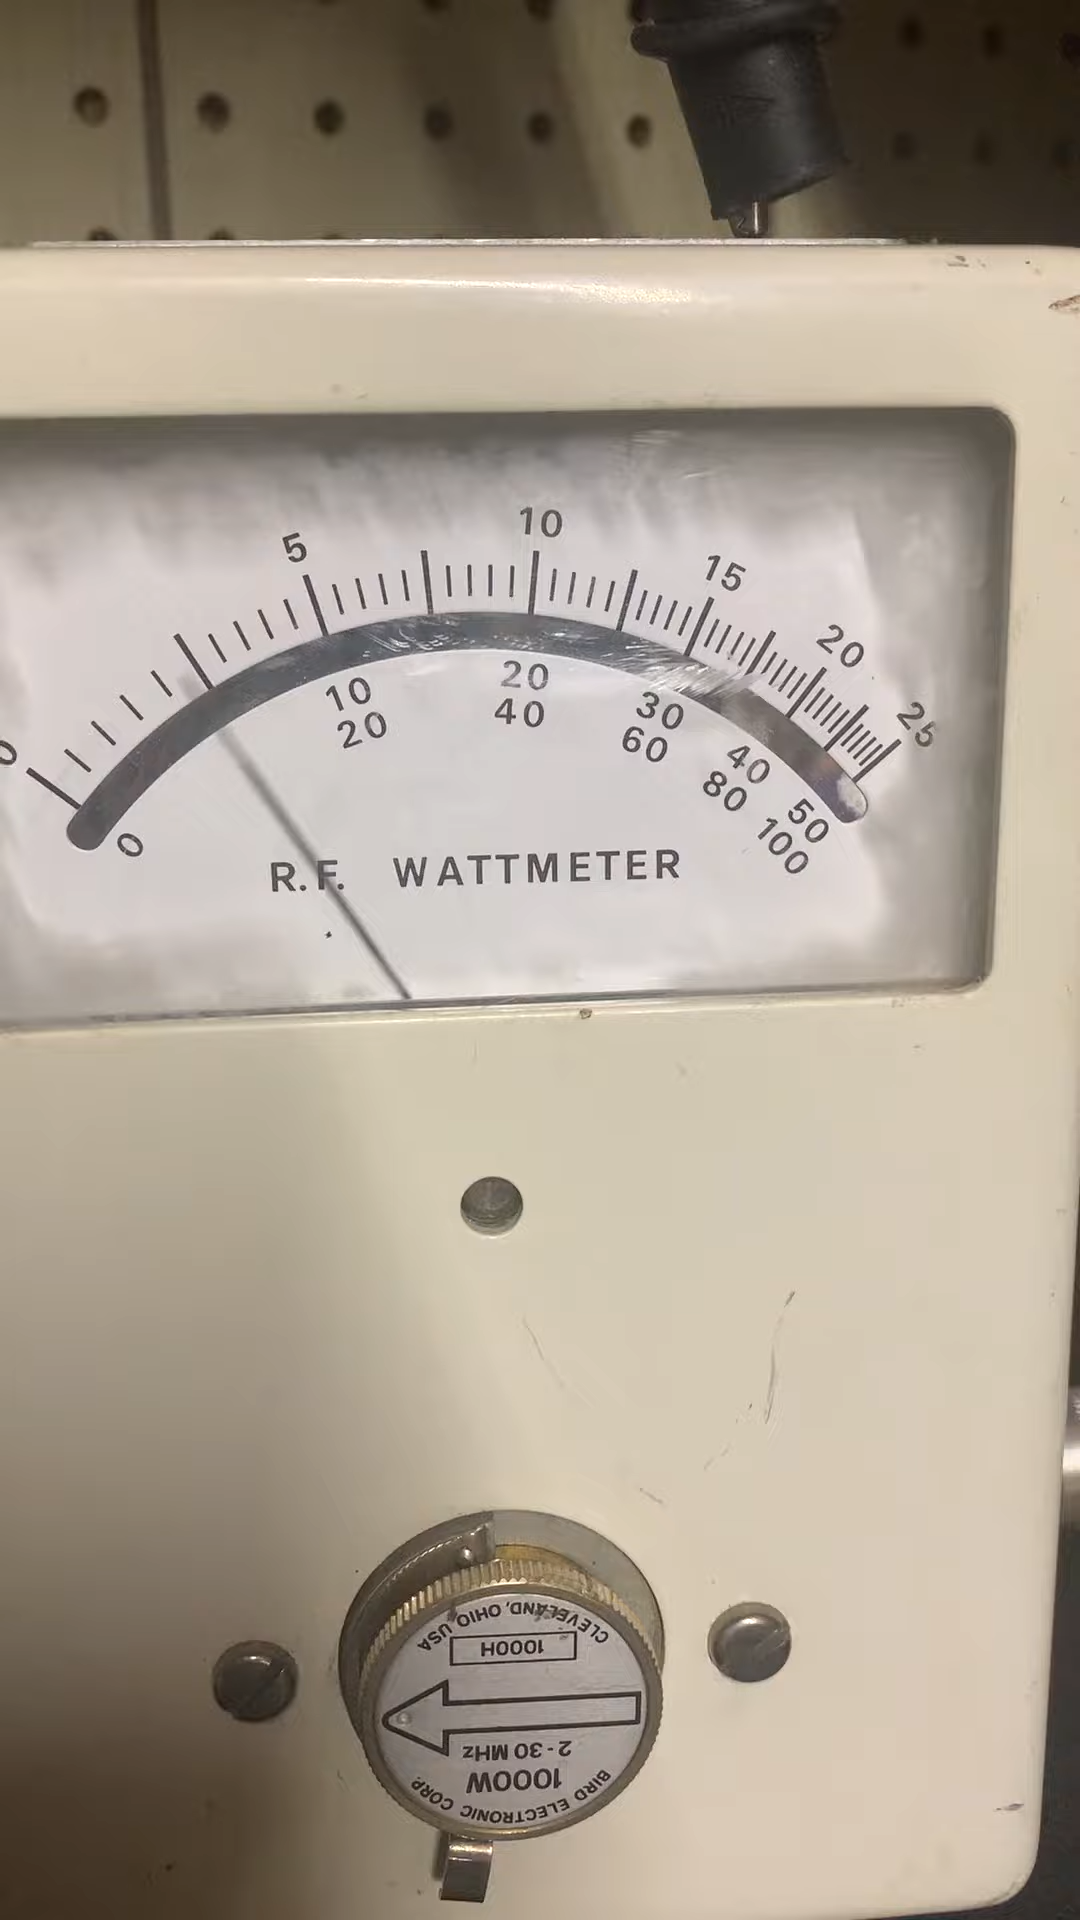 0 5 10 15 20 25
0 10 20 30 40 50
20 40 60 80 100
R.F. WATTMETER
CLEVELAND, OHIO, USA
1000H
2-30 MHz
1000W
BIRD ELECTRONIC CORP.